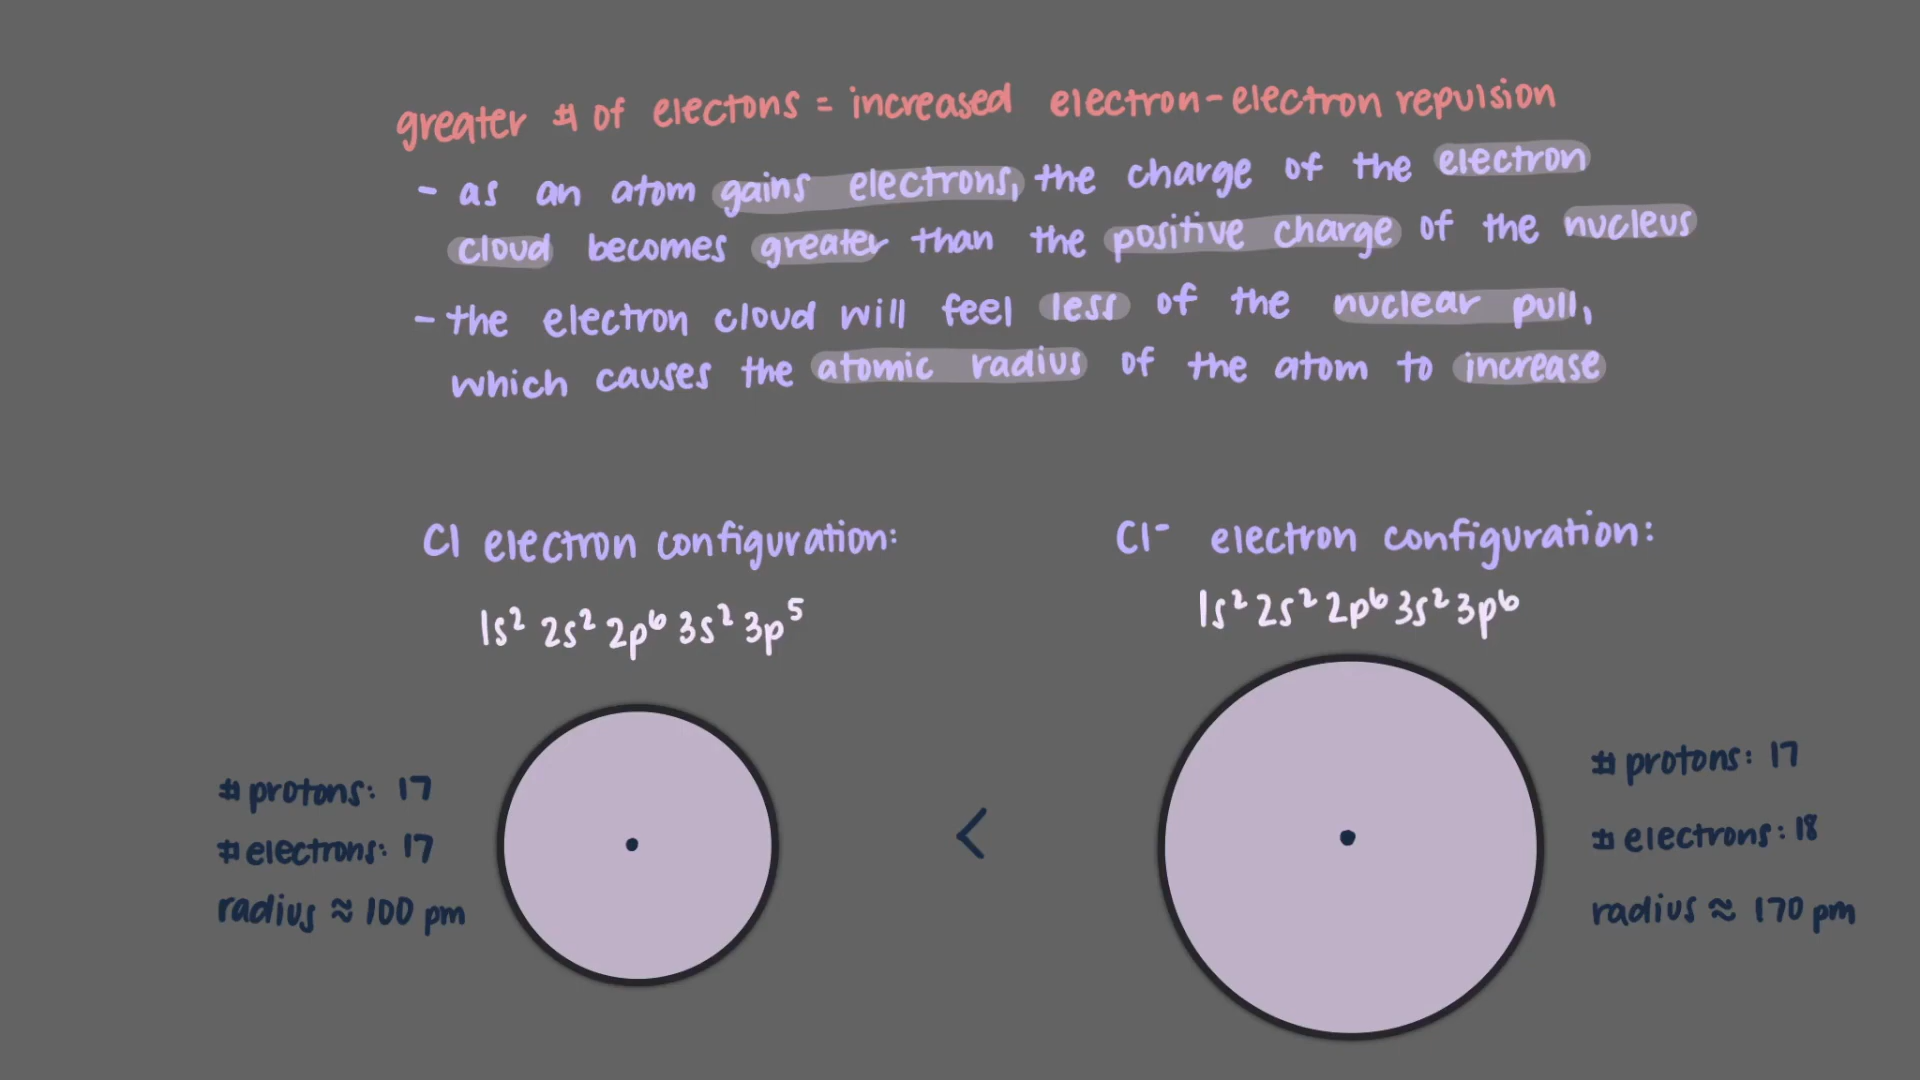 greater # of electons = increased electron-electron repulsion
- as an atom gains electrons, the charge of the electron
cloud becomes greater than the positive charge of the nucleus
- the electron cloud will feel less of the nuclear pull,
which causes the atomic radius of the atom to increase
Cl electron configuration:
1s² 2s² 2p⁶ 3s² 3p⁵
# protons: 17
# electrons: 17
radius ≈ 100 pm
<
Cl⁻ electron configuration:
1s² 2s² 2p⁶ 3s² 3p⁶
# protons: 17
# electrons: 18
radius ≈ 170 pm